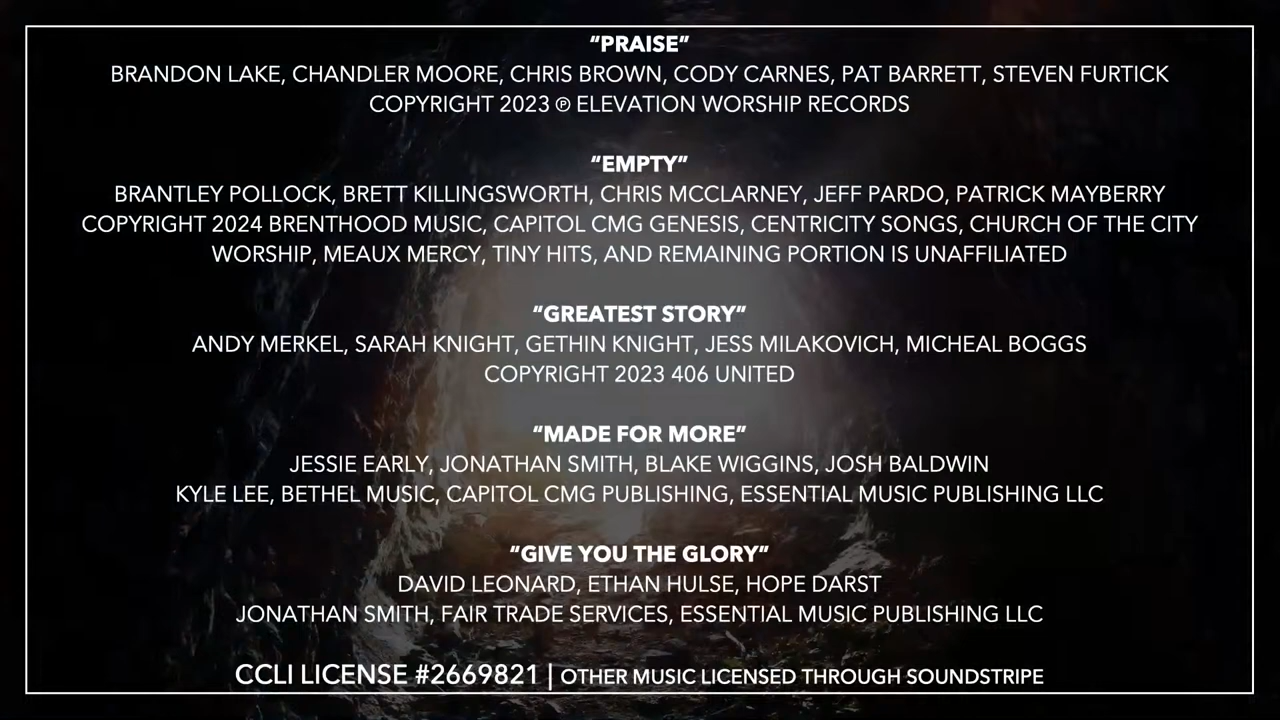 “PRAISE”
BRANDON LAKE, CHANDLER MOORE, CHRIS BROWN, CODY CARNES, PAT BARRETT, STEVEN FURTICK
COPYRIGHT 2023 ℗ ELEVATION WORSHIP RECORDS
“EMPTY”
BRANTLEY POLLOCK, BRETT KILLINGSWORTH, CHRIS MCCLARNEY, JEFF PARDO, PATRICK MAYBERRY
COPYRIGHT 2024 BRENTHOOD MUSIC, CAPITOL CMG GENESIS, CENTRICITY SONGS, CHURCH OF THE CITY
WORSHIP, MEAUX MERCY, TINY HITS, AND REMAINING PORTION IS UNAFFILIATED
“GREATEST STORY”
ANDY MERKEL, SARAH KNIGHT, GETHIN KNIGHT, JESS MILAKOVICH, MICHEAL BOGGS
COPYRIGHT 2023 406 UNITED
“MADE FOR MORE”
JESSIE EARLY, JONATHAN SMITH, BLAKE WIGGINS, JOSH BALDWIN
KYLE LEE, BETHEL MUSIC, CAPITOL CMG PUBLISHING, ESSENTIAL MUSIC PUBLISHING LLC
“GIVE YOU THE GLORY”
DAVID LEONARD, ETHAN HULSE, HOPE DARST
JONATHAN SMITH, FAIR TRADE SERVICES, ESSENTIAL MUSIC PUBLISHING LLC
CCLI LICENSE #2669821 | OTHER MUSIC LICENSED THROUGH SOUNDSTRIPE